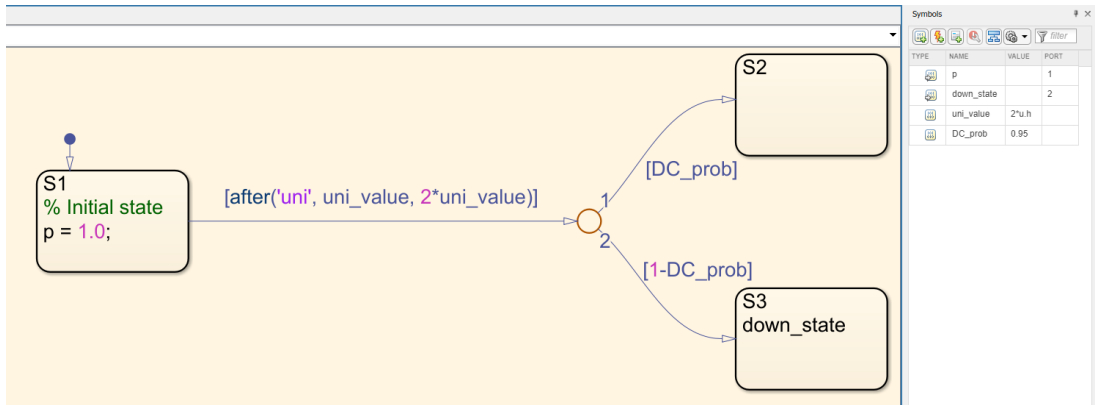 Symbols
filter
TYPE NAME VALUE PORT
p 1
down_state 2
uni_value 2*u.h
DC_prob 0.95
S1
% Initial state
p = 1.0;
[after('uni', uni_value, 2*uni_value)]
1
2
[DC_prob]
[1-DC_prob]
S2
S3
down_state